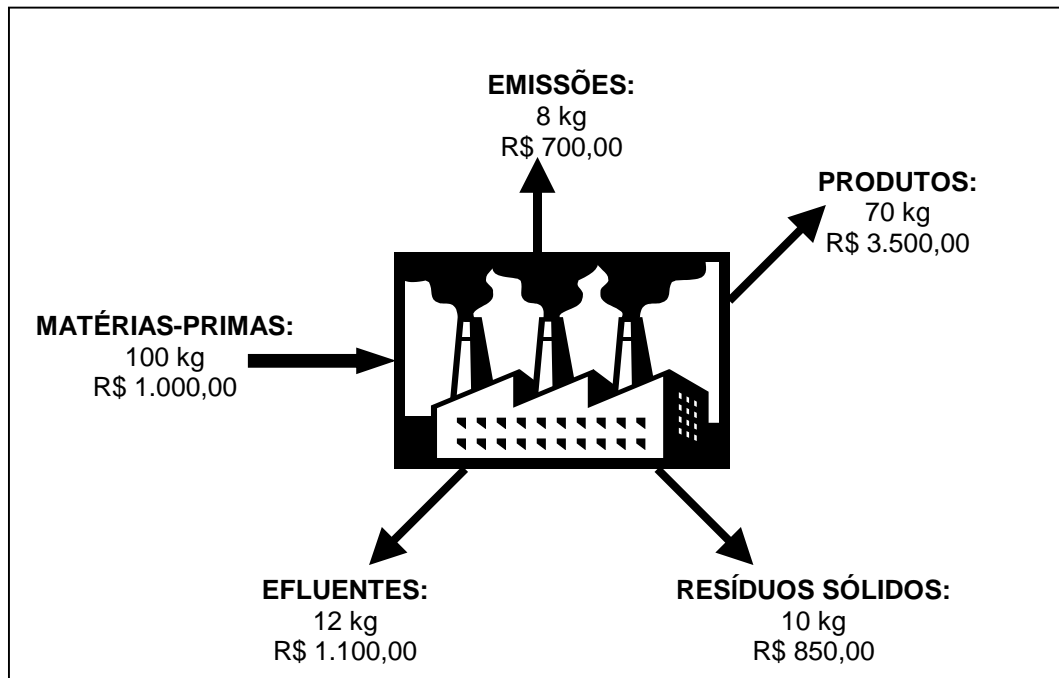 EMISSÕES:
8 kg
R$ 700,00
PRODUTOS:
70 kg
R$ 3.500,00
MATÉRIAS-PRIMAS:
100 kg
R$ 1.000,00
EFLUENTES:
12 kg
R$ 1.100,00
RESÍDUOS SÓLIDOS:
10 kg
R$ 850,00